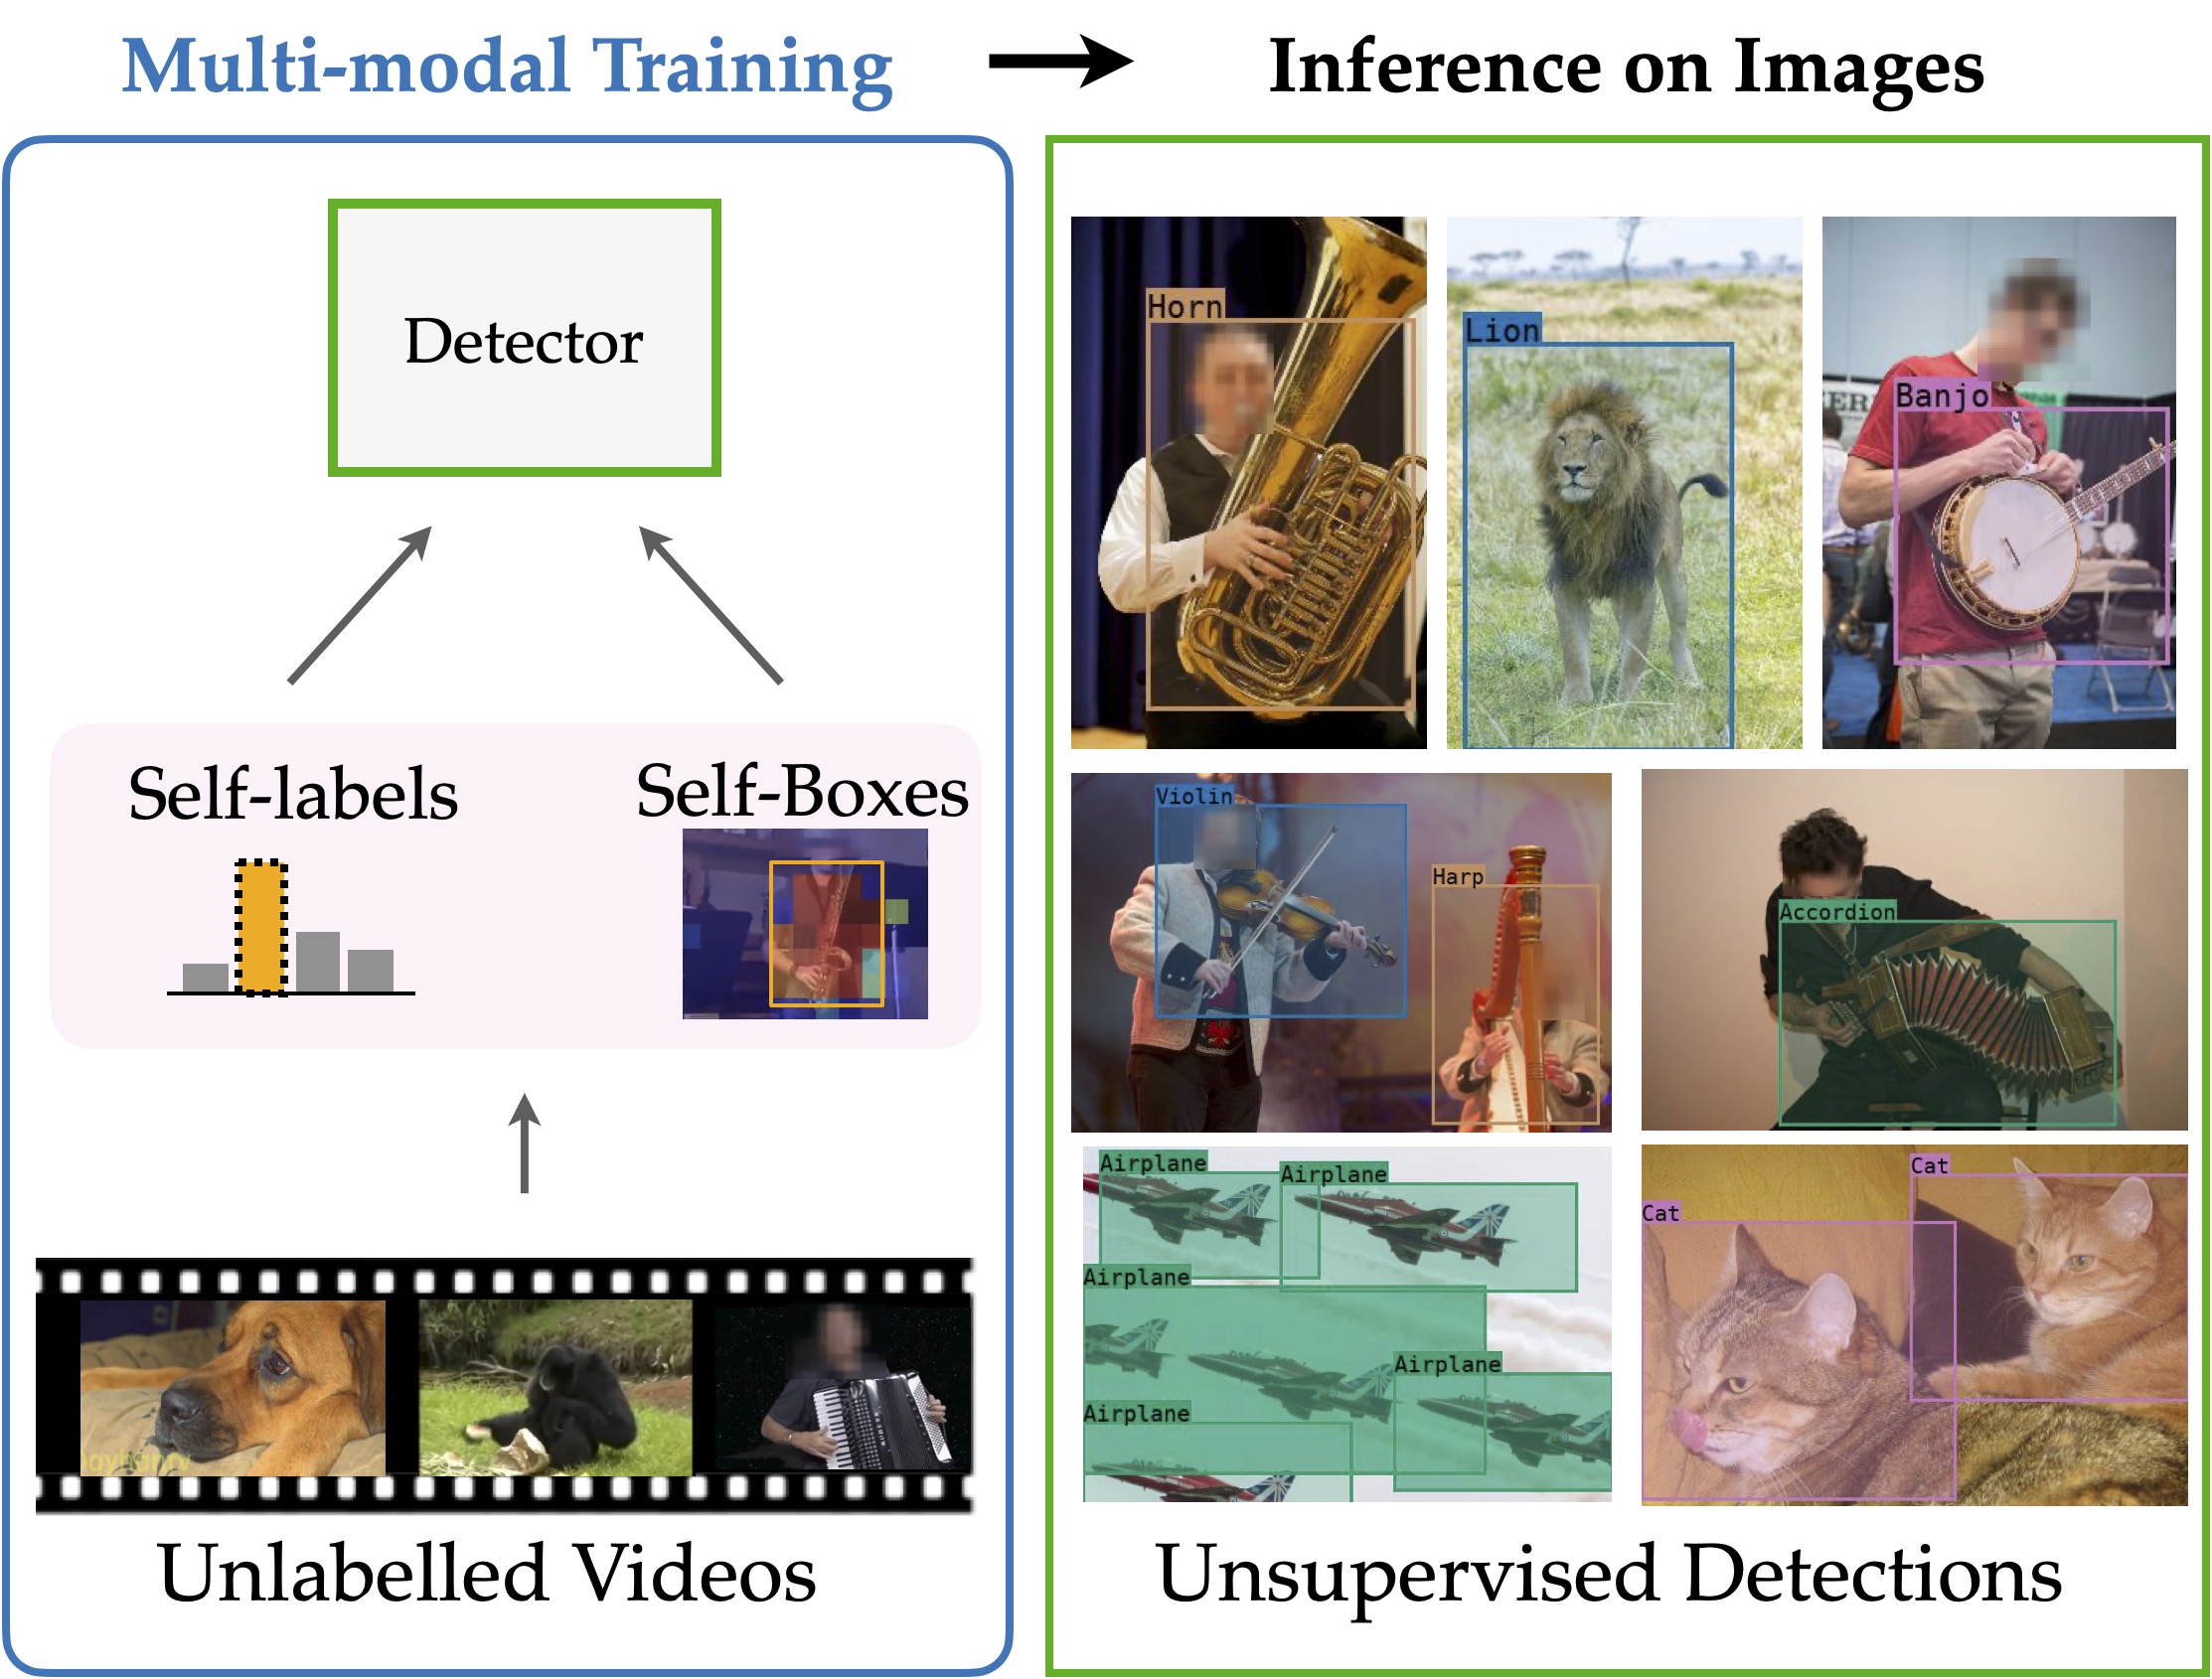 Multi-modal Training
Inference on Images
Detector
Self-labels
Self-Boxes
Unlabelled Videos
Horn
Lion
Banjo
Violin
Harp
Accordion
Airplane
Airplane
Airplane
Airplane
Airplane
Cat
Cat
Unsupervised Detections